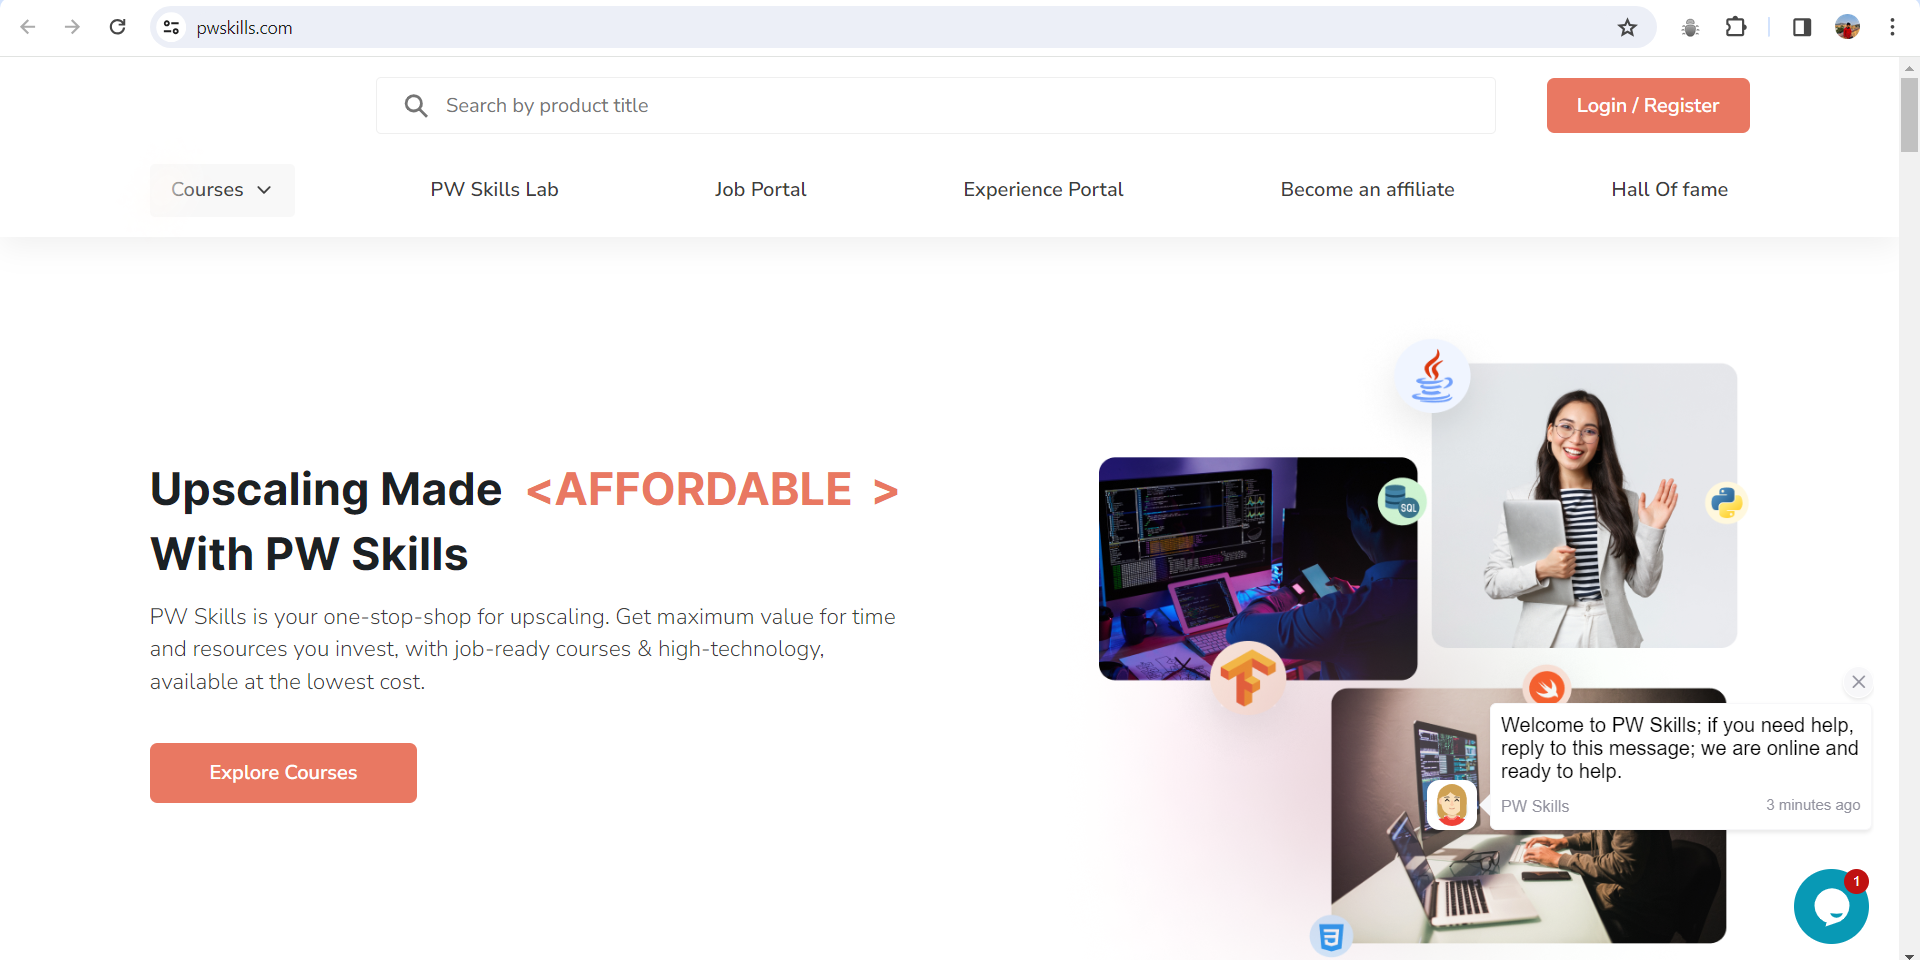 pwskills.com
Search by product title
Login / Register
Courses
PW Skills Lab
Job Portal
Experience Portal
Become an affiliate
Hall Of fame
Upscaling Made <AFFORDABLE >
With PW Skills
PW Skills is your one-stop-shop for upscaling. Get maximum value for time
and resources you invest, with job-ready courses & high-technology,
available at the lowest cost.
Explore Courses
SQL
Welcome to PW Skills; if you need help,
reply to this message; we are online and
ready to help.
PW Skills
3 minutes ago
1